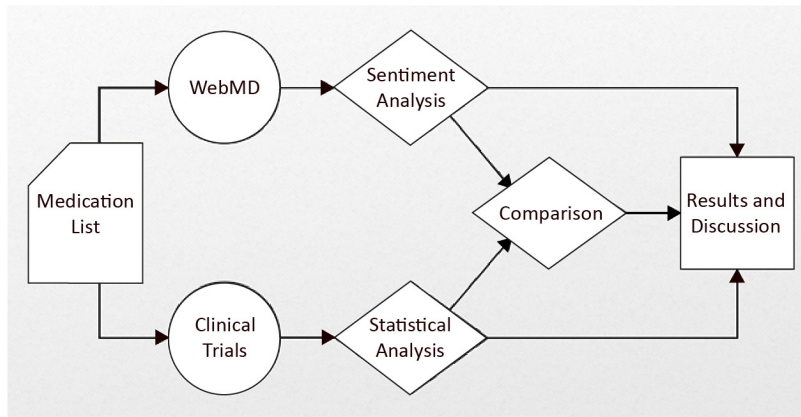 WebMD
Sentiment
Analysis
Medication
List
Comparison
Results and
Discussion
Clinical
Trials
Statistical
Analysis